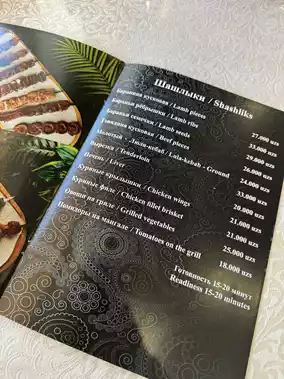 Шашлыки / Shashliks
Баранина кусковая / Lamb pieces 27.000 uzs
Бараньи рёбрышки / Lamb ribs 33.000 uzs
Бараньи семечки / Lamb seeds 29.000 uzs
Говядина кусковая / Beef pieces 26.000 uzs
Молотый - Люля-кебаб / Lula-kebab - Ground 24.000 uzs
Вырезка / Tenderloin 33.000 uzs
Печень / Liver 20.000 uzs
Куриные крылышки / Chicken wings 21.000 uzs
Куриные филе / Chicken fillet brisket 21.000 uzs
Овощи на гриле / Grilled vegetables 25.000 uzs
Помидоры на мангале / Tomatoes on the grill 18.000 uzs
Готовность 15-20 минут
Readiness 15-20 minutes